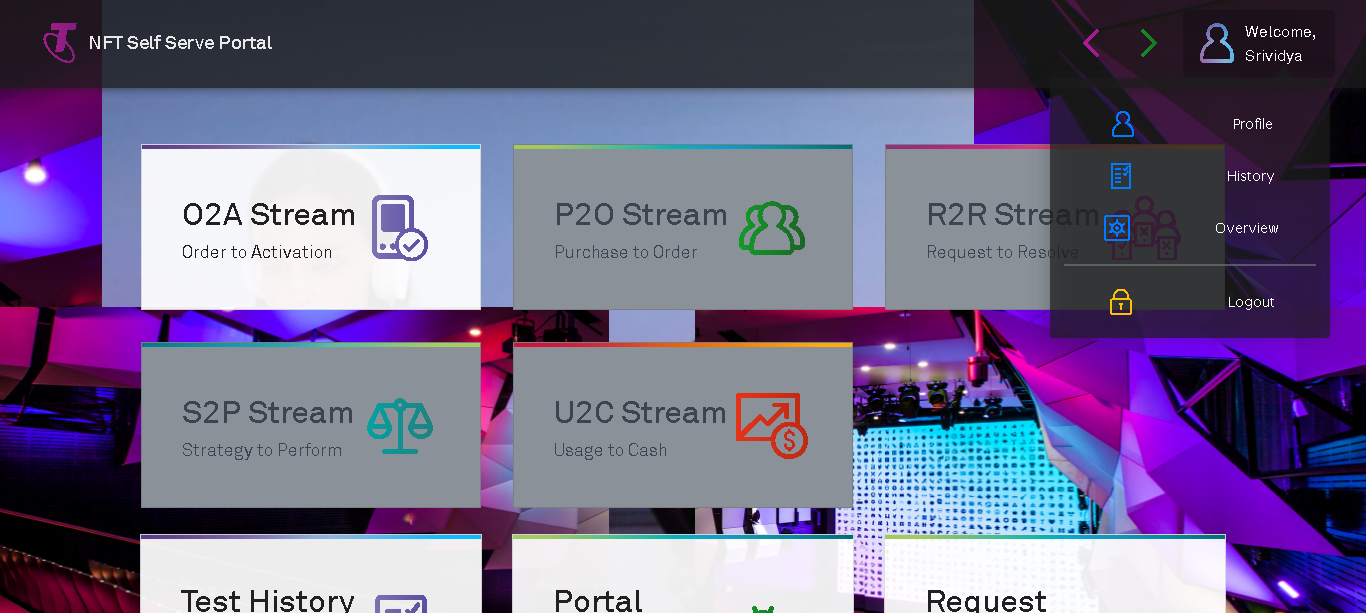 NFT Self Serve Portal
Welcome,
Srividya
Profile
History
Overview
Logout
O2A Stream
Order to Activation
P2O Stream
Purchase to Order
R2R Stream
Request to Resolve
S2P Stream
Strategy to Perform
U2C Stream
Usage to Cash
Test History
Portal
Request